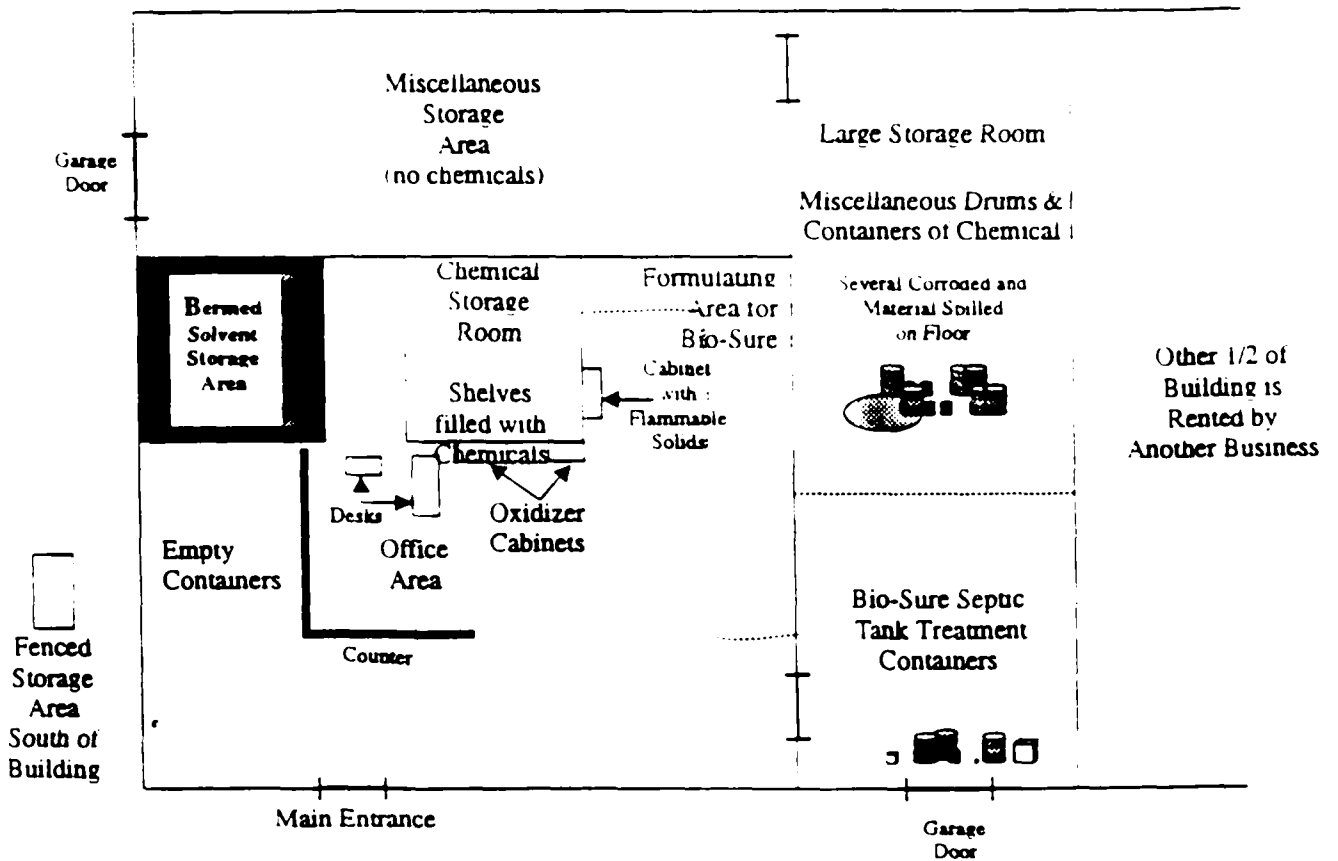 Miscellaneous
Storage
Area
(no chemicals)
Garage
Door
Large Storage Room
Miscellaneous Drums &
Containers of Chemical
Several Corroded and
Material Spilled
on Floor
Bermed
Solvent
Storage
Area
Chemical
Storage
Room
Shelves
filled with
Chemicals
Formulating
Area for
Bio-Sure
Cabinet
with
Flammable
Solids
Other 1/2 of
Building is
Rented by
Another Business
Desks
Oxidizer
Cabinets
Office
Area
Empty
Containers
Counter
Fenced
Storage
Area
South of
Building
Bio-Sure Septic
Tank Treatment
Containers
Main Entrance
Garage
Door